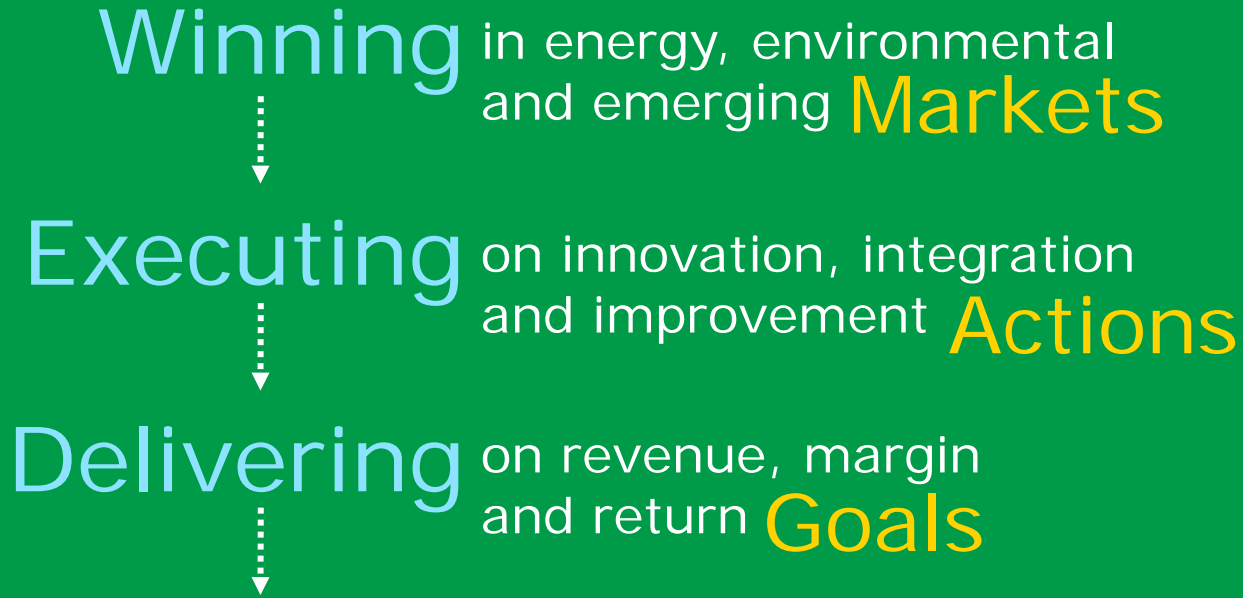 Winning in energy, environmental
and emerging Markets
Executing on innovation, integration
and improvement Actions
Delivering on revenue, margin
and return Goals